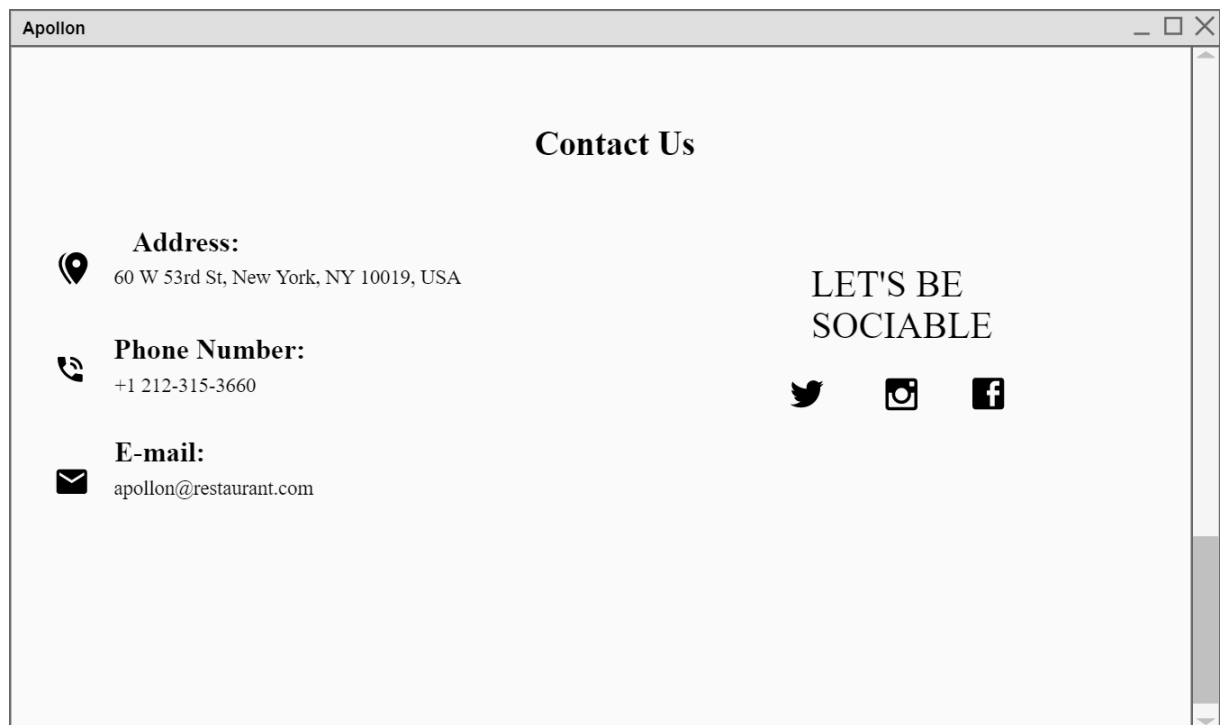 Apollon
Contact Us
Address:
60 W 53rd St, New York, NY 10019, USA
Phone Number:
+1 212-315-3660
E-mail:
apollon@restaurant.com
LET'S BE
SOCIABLE